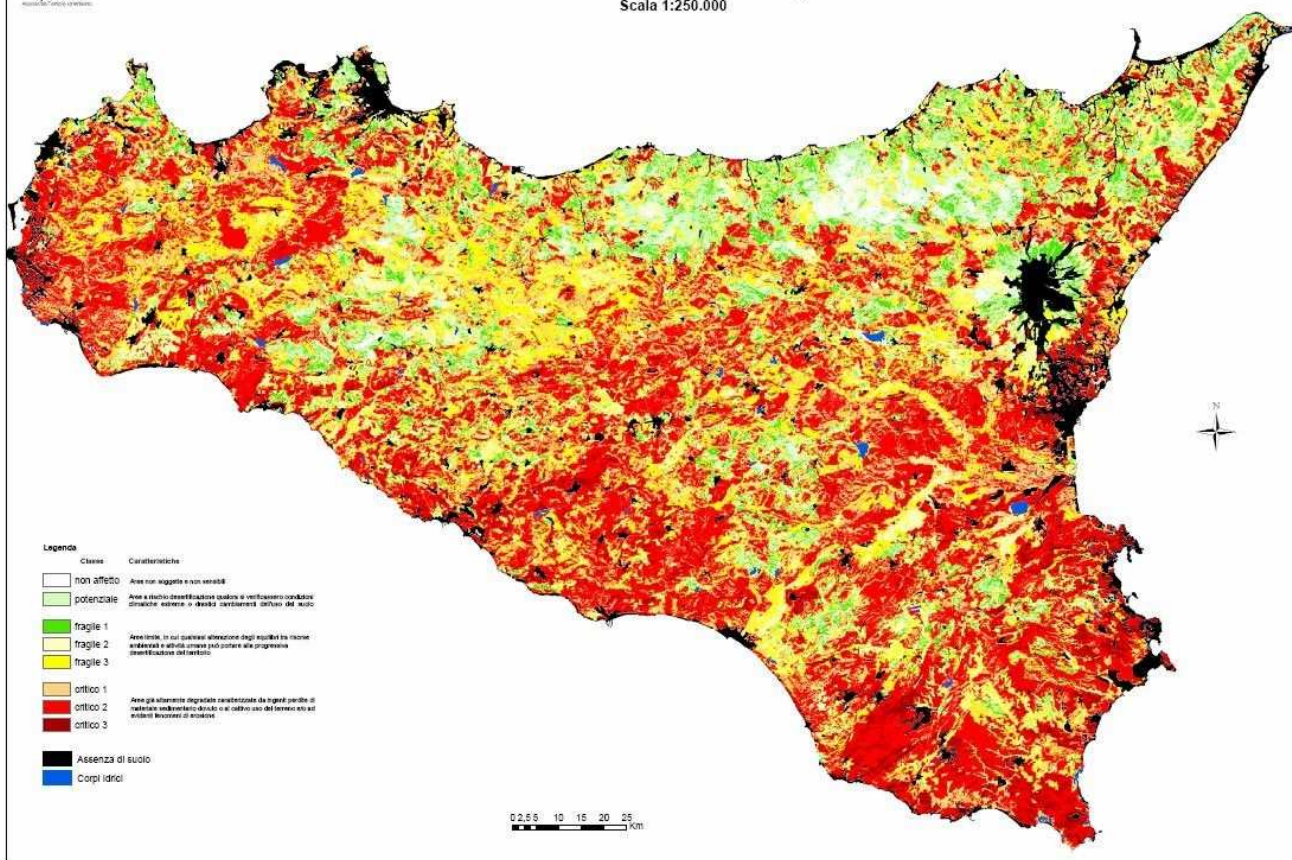 Scala 1:250.000
N
Legenda
Classe Caratteristiche
non affetto Aree non soggette e non sensibili
potenziale Aree a rischio desertificazione qualora si verificassero condizioni
climatiche estreme o drastici cambiamenti dell'uso del suolo
fragile 1
fragile 2 Aree limite, in cui qualsiasi alterazione degli equilibri tra risorse
ambientali e attività umane può portare alla progressiva
fragile 3 desertificazione del territorio
critico 1
critico 2 Aree già altamente degradate caratterizzate da ingenti perdite di
materiale sedimentario dovuto o al cattivo uso del terreno e/o ad
critico 3 evidenti fenomeni di erosione
Assenza di suolo
Corpi idrici
0 2,5 5 10 15 20 25
Km